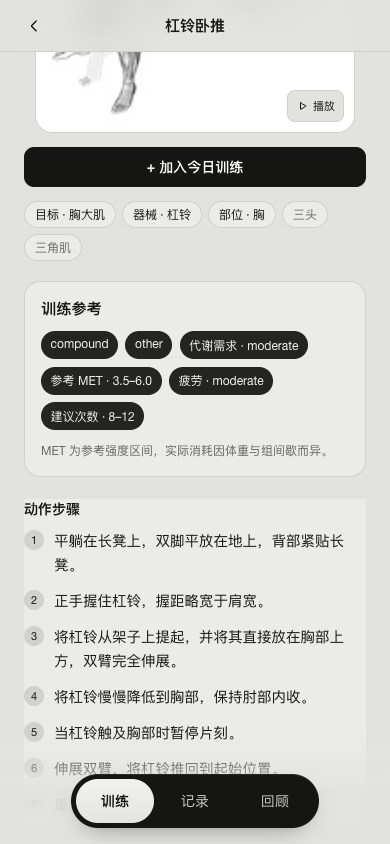 杠铃卧推
播放
+ 加入今日训练
目标 · 胸大肌
器械 · 杠铃
部位 · 胸
三头
三角肌
训练参考
compound
other
代谢需求 · moderate
参考 MET · 3.5–6.0
疲劳 · moderate
建议次数 · 8–12
MET 为参考强度区间，实际消耗因体重与组间歇而异。
动作步骤
1 平躺在长凳上，双脚平放在地上，背部紧贴长
凳。
2 正手握住杠铃，握距略宽于肩宽。
3 将杠铃从架子上提起，并将其直接放在胸部上
方，双臂完全伸展。
4 将杠铃慢慢降低到胸部，保持肘部内收。
5 当杠铃触及胸部时暂停片刻。
6 伸展双臂，将杠铃推回到起始位置。
训练
记录
回顾